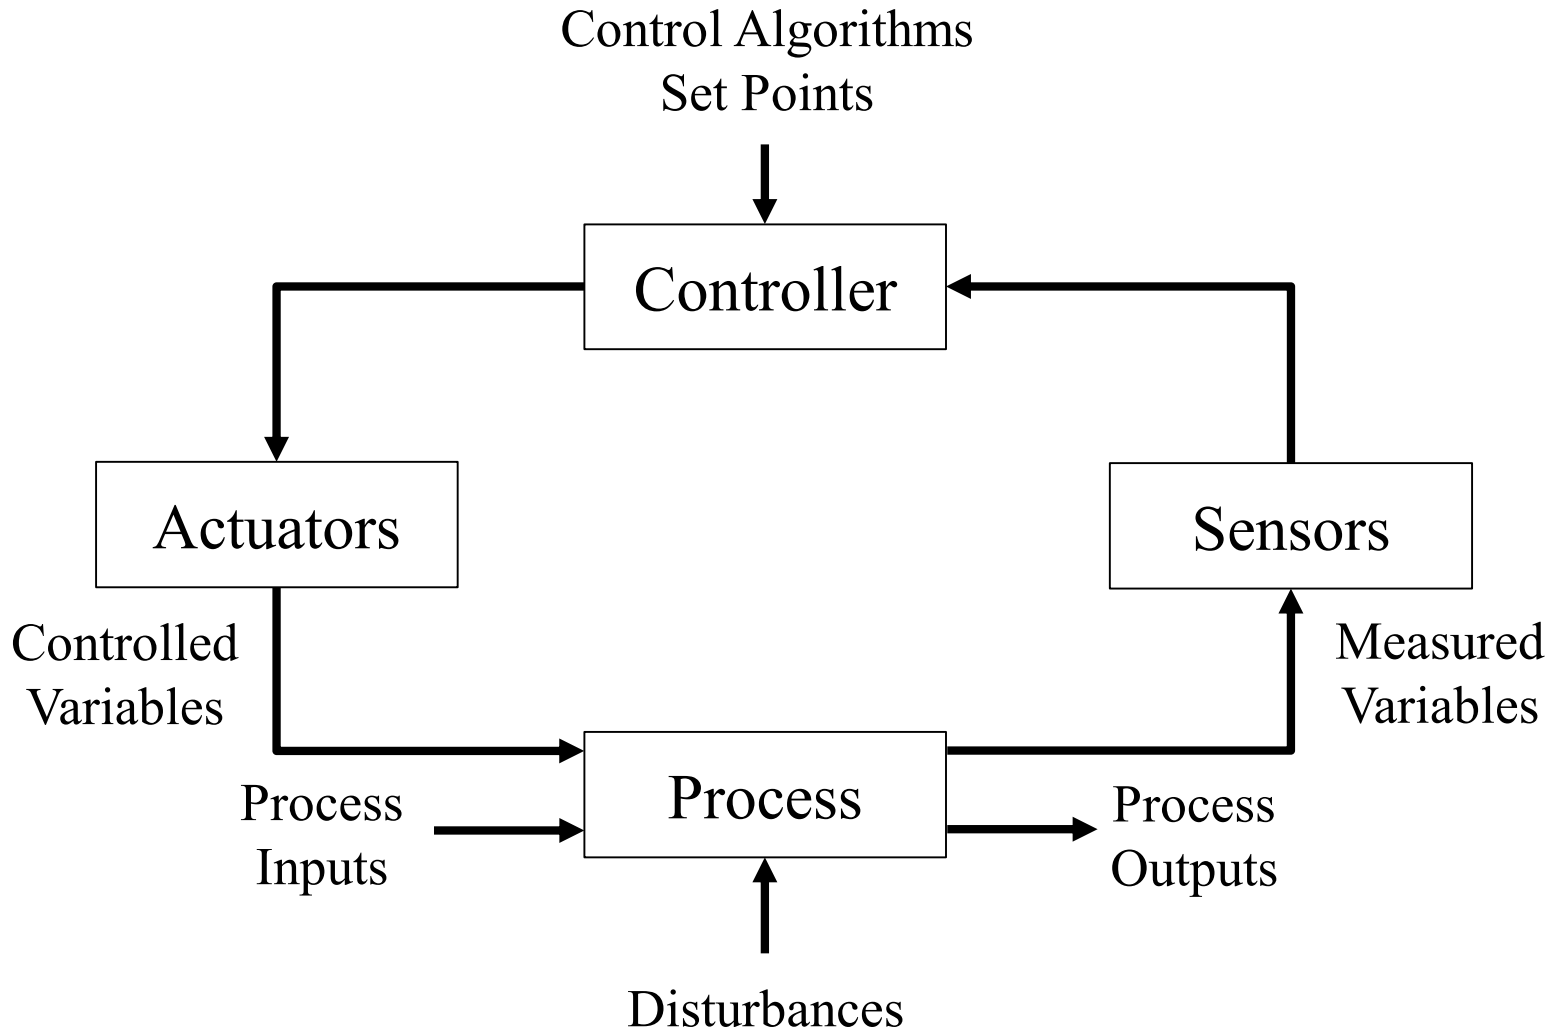 Control Algorithms
Set Points
Controller
Actuators
Sensors
Controlled
Variables
Measured
Variables
Process
Process
Inputs
Process
Outputs
Disturbances